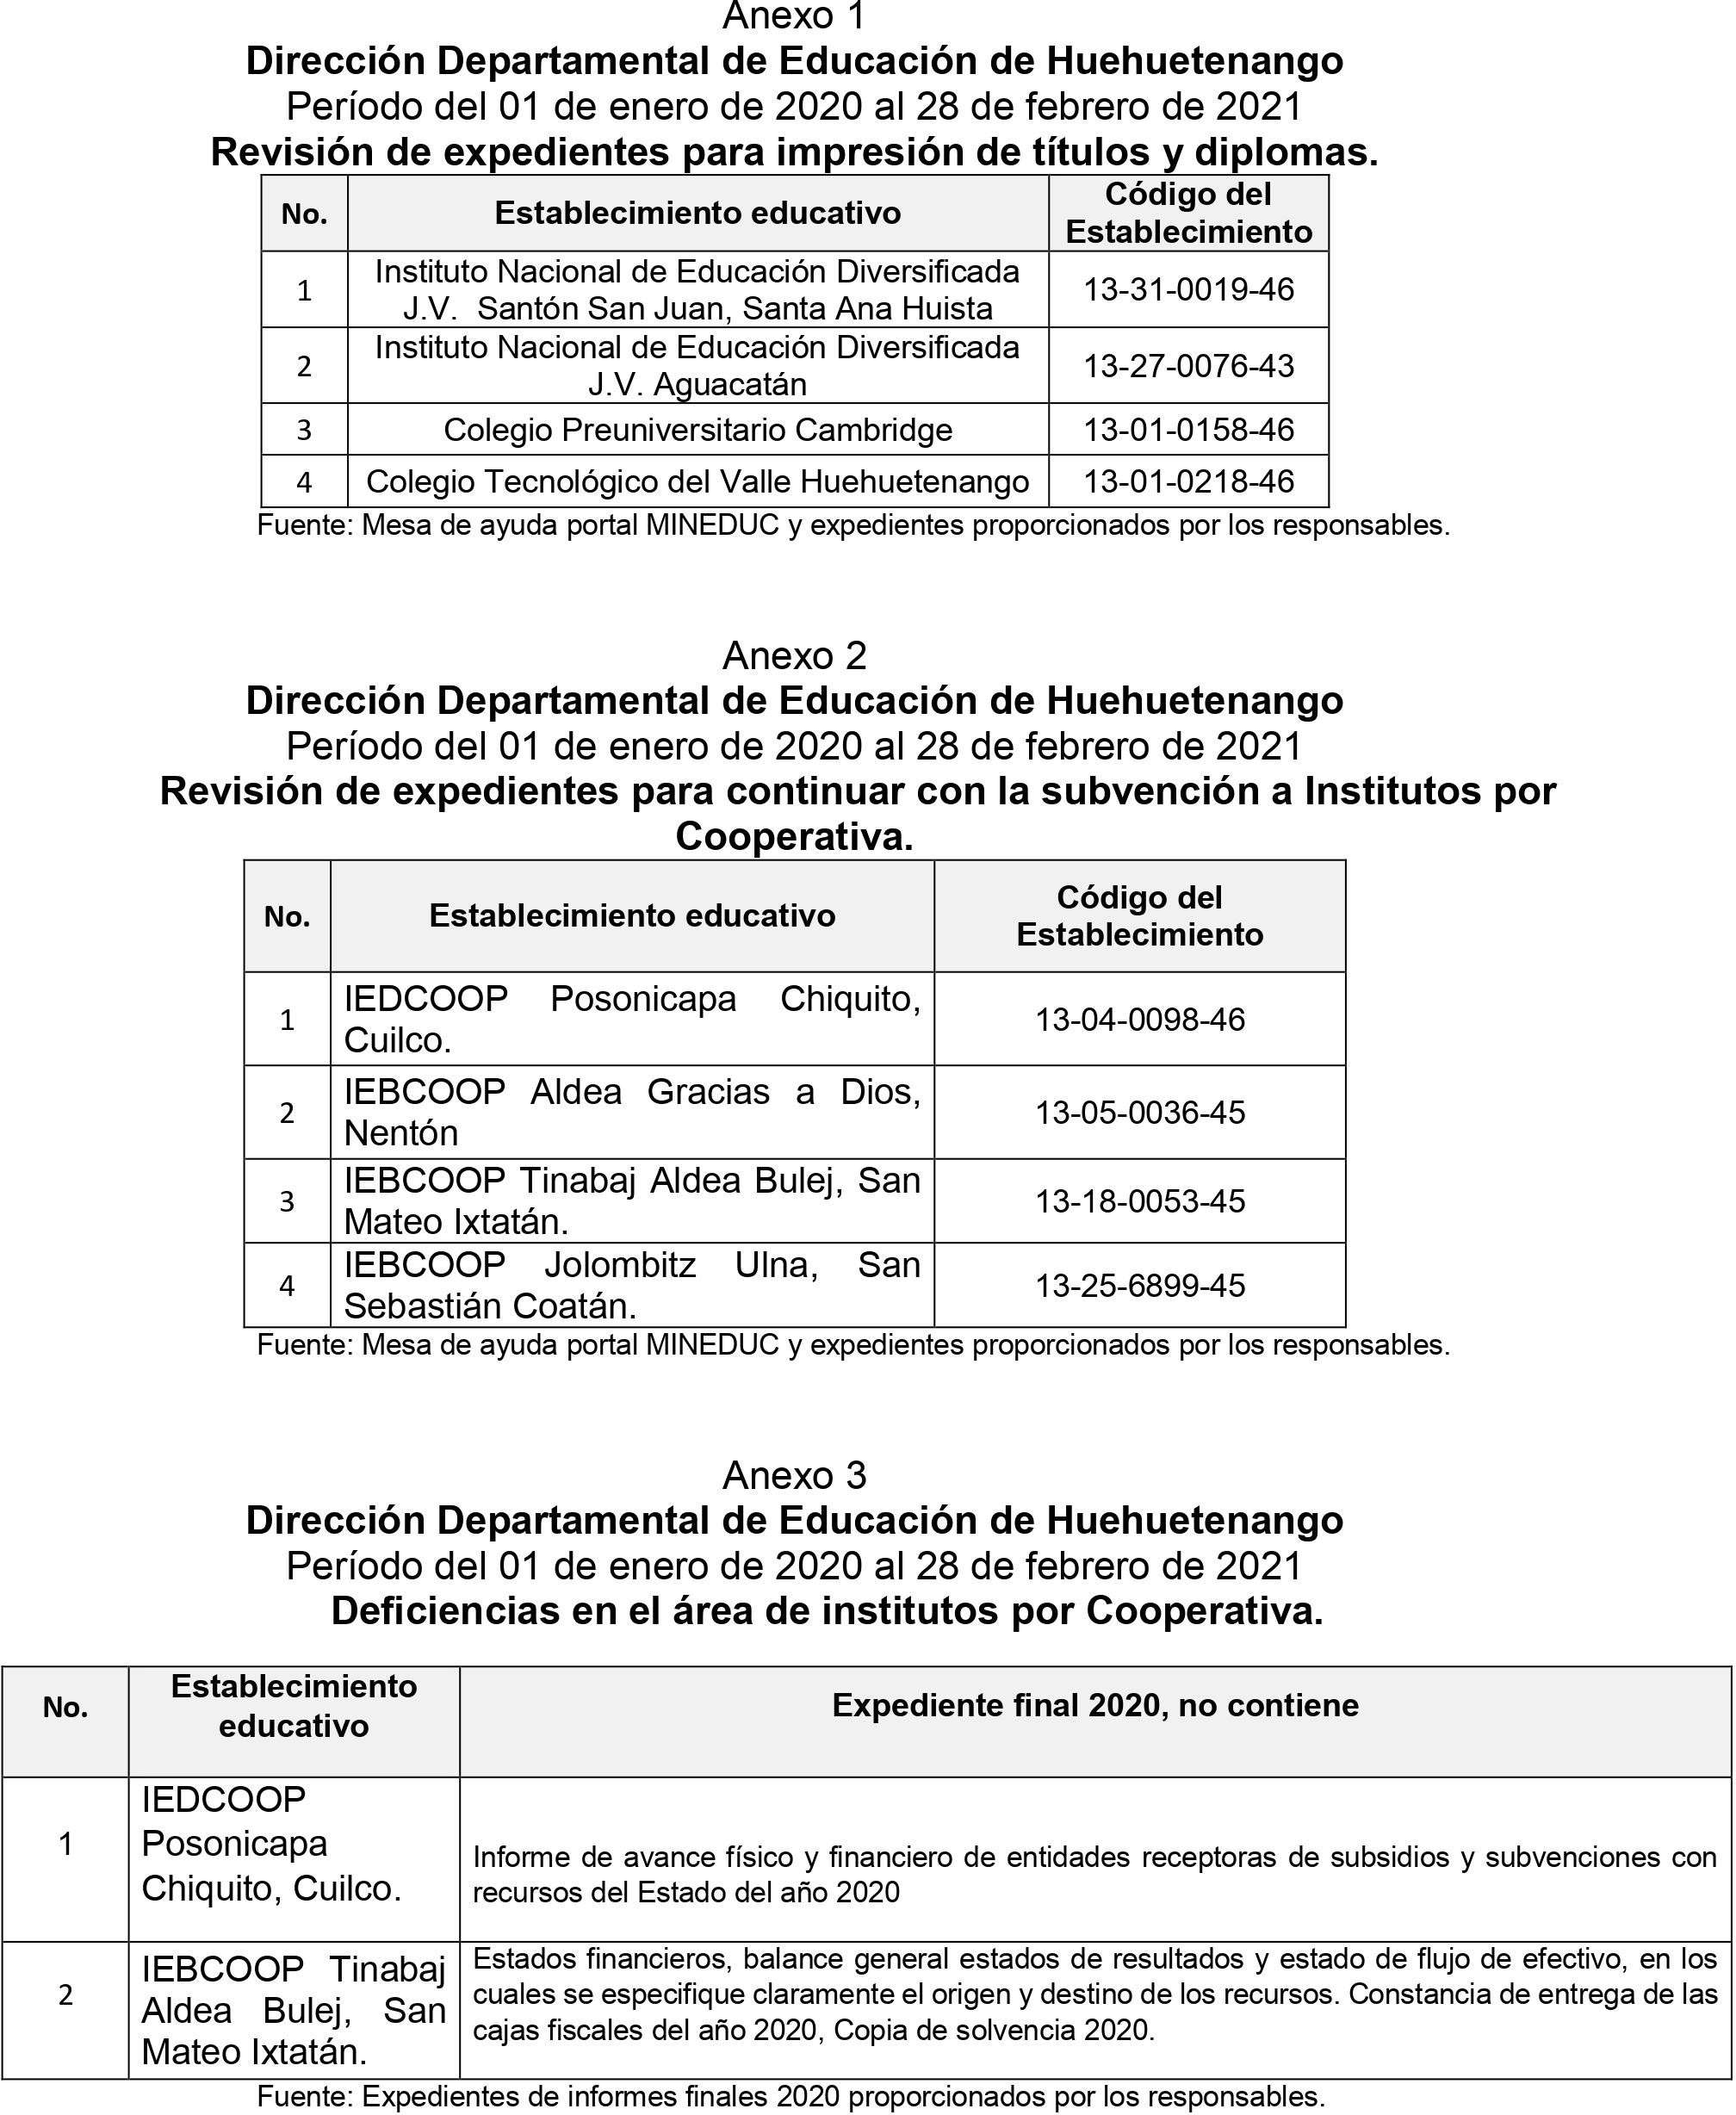 Anexo 1
Dirección Departamental de Educación de Huehuetenango
Período del 01 de enero de 2020 al 28 de febrero de 2021
Revisión de expedientes para impresión de títulos y diplomas.
No.
Establecimiento educativo
Código del
Establecimiento
1
Instituto Nacional de Educación Diversificada
J.V. Santón San Juan, Santa Ana Huista
13-31-0019-46
2
Instituto Nacional de Educación Diversificada
J.V. Aguacatán
13-27-0076-43
3
Colegio Preuniversitario Cambridge
13-01-0158-46
4
Colegio Tecnológico del Valle Huehuetenango
13-01-0218-46
Fuente: Mesa de ayuda portal MINEDUC y expedientes proporcionados por los responsables.
Anexo 2
Dirección Departamental de Educación de Huehuetenango
Período del 01 de enero de 2020 al 28 de febrero de 2021
Revisión de expedientes para continuar con la subvención a Institutos por
Cooperativa.
No.
Establecimiento educativo
Código del
Establecimiento
1
IEDCOOP Posonicapa Chiquito,
Cuilco.
13-04-0098-46
2
IEBCOOP Aldea Gracias a Dios,
Nentón
13-05-0036-45
3
IEBCOOP Tinabaj Aldea Bulej, San
Mateo Ixtatán.
13-18-0053-45
4
IEBCOOP Jolombitz Ulna, San
Sebastián Coatán.
13-25-6899-45
Fuente: Mesa de ayuda portal MINEDUC y expedientes proporcionados por los responsables.
Anexo 3
Dirección Departamental de Educación de Huehuetenango
Período del 01 de enero de 2020 al 28 de febrero de 2021
Deficiencias en el área de institutos por Cooperativa.
No.
Establecimiento
educativo
Expediente final 2020, no contiene
1
IEDCOOP
Posonicapa
Chiquito, Cuilco.
Informe de avance físico y financiero de entidades receptoras de subsidios y subvenciones con
recursos del Estado del año 2020
2
IEBCOOP Tinabaj
Aldea Bulej, San
Mateo Ixtatán.
Estados financieros, balance general estados de resultados y estado de flujo de efectivo, en los
cuales se especifique claramente el origen y destino de los recursos. Constancia de entrega de las
cajas fiscales del año 2020, Copia de solvencia 2020.
Fuente: Expedientes de informes finales 2020 proporcionados por los responsables.